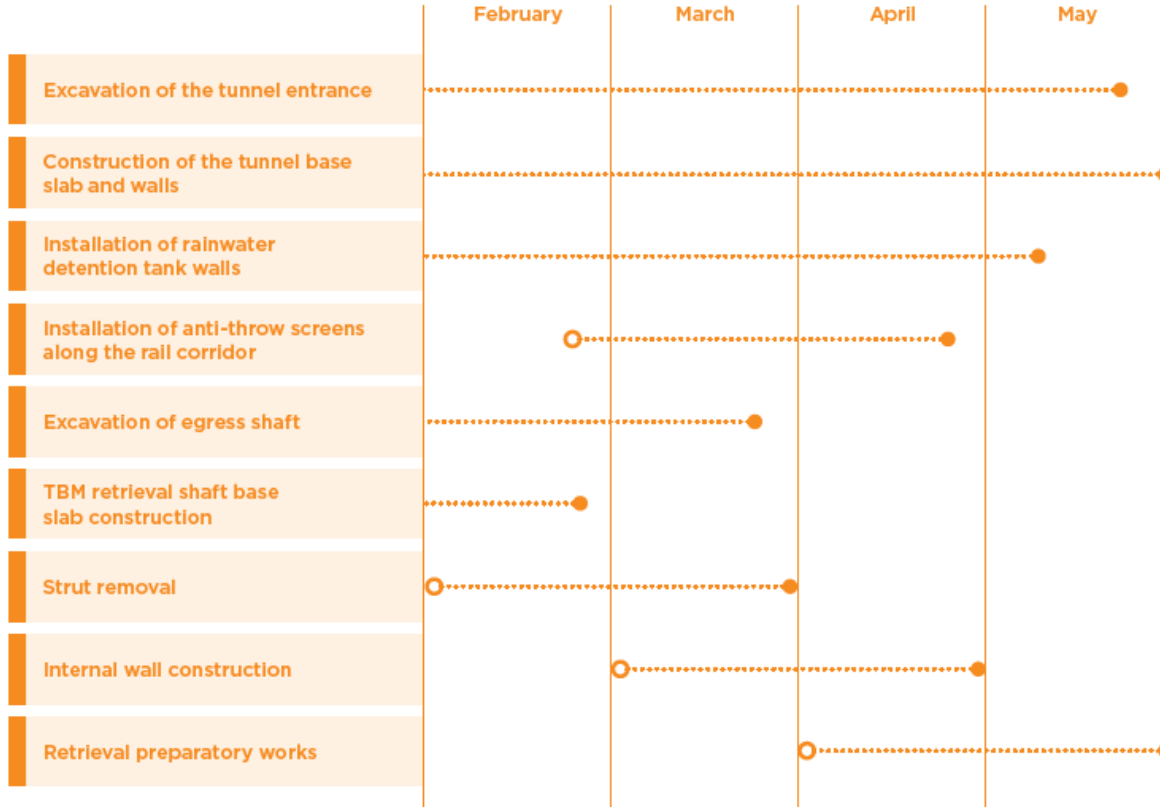 February
March
April
May
Excavation of the tunnel entrance
Construction of the tunnel base
slab and walls
Installation of rainwater
detention tank walls
Installation of anti-throw screens
along the rail corridor
Excavation of egress shaft
TBM retrieval shaft base
slab construction
Strut removal
Internal wall construction
Retrieval preparatory works